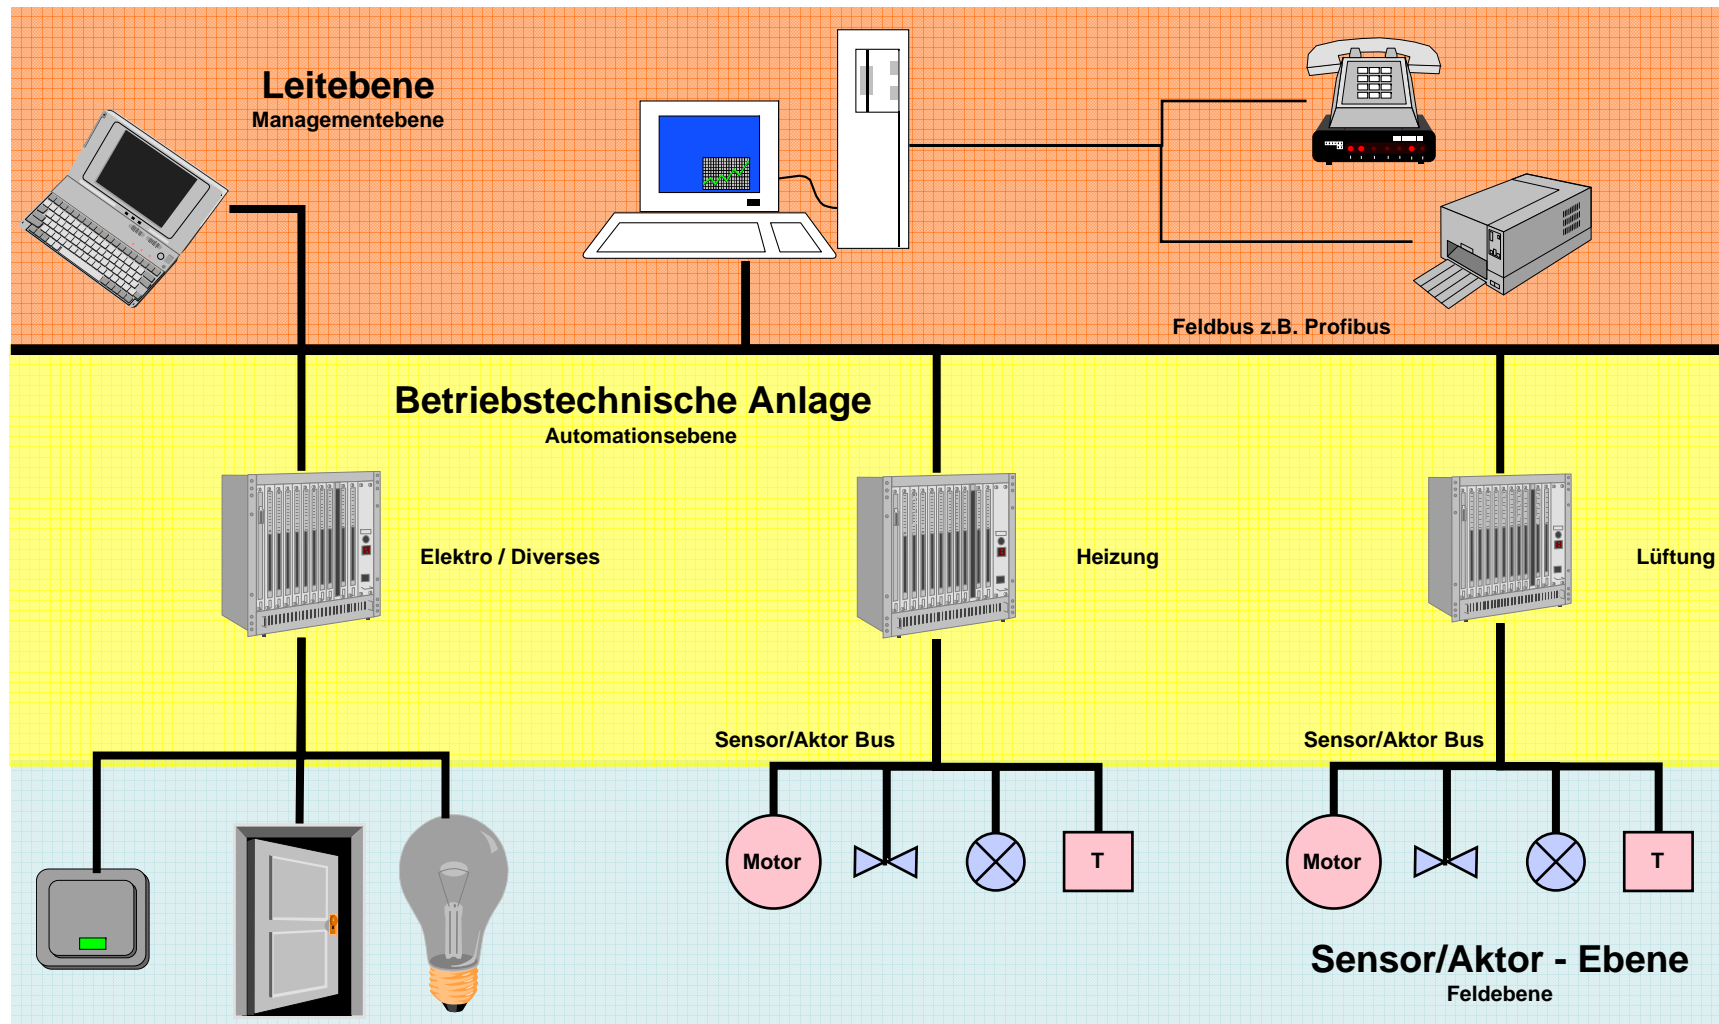 Leitebene
Managementebene
Feldbus z.B. Profibus
Betriebstechnische Anlage
Automationsebene
Elektro / Diverses
Heizung
Lüftung
Sensor/Aktor Bus
Sensor/Aktor Bus
Motor
T
Motor
T
Sensor/Aktor - Ebene
Feldebene